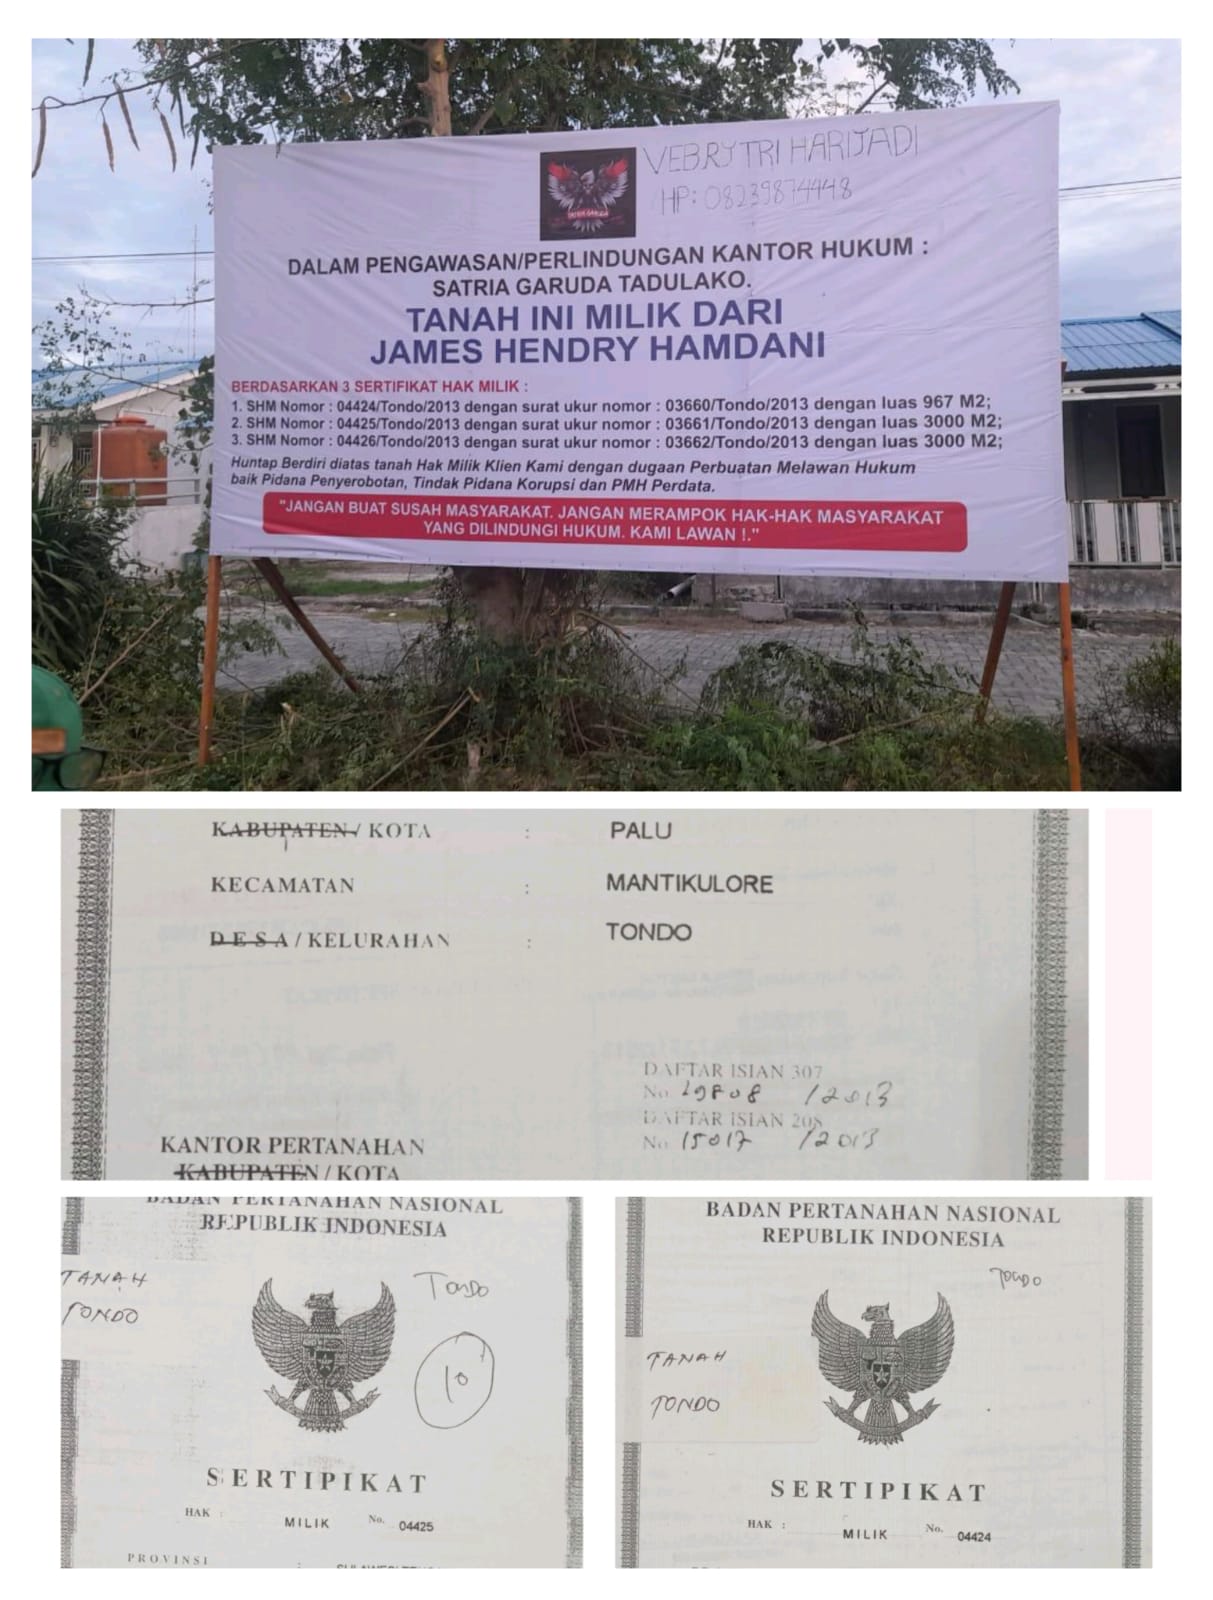 VEBRY TRI HARIJADI
HP: 08239874448
SATRIA GARUDA
DALAM PENGAWASAN/PERLINDUNGAN KANTOR HUKUM :
SATRIA GARUDA TADULAKO.
TANAH INI MILIK DARI
JAMES HENDRY HAMDANI
BERDASARKAN 3 SERTIFIKAT HAK MILIK :
1. SHM Nomor : 04424/Tondo/2013 dengan surat ukur nomor : 03660/Tondo/2013 dengan luas 967 M2;
2. SHM Nomor : 04425/Tondo/2013 dengan surat ukur nomor : 03661/Tondo/2013 dengan luas 3000 M2;
3. SHM Nomor : 04426/Tondo/2013 dengan surat ukur nomor : 03662/Tondo/2013 dengan luas 3000 M2;
Huntap Berdiri diatas tanah Hak Milik Klien Kami dengan dugaan Perbuatan Melawan Hukum
baik Pidana Penyerobotan, Tindak Pidana Korupsi dan PMH Perdata.
"JANGAN BUAT SUSAH MASYARAKAT. JANGAN MERAMPOK HAK-HAK MASYARAKAT
YANG DILINDUNGI HUKUM. KAMI LAWAN !."
KABUPATEN / KOTA : PALU
KECAMATAN : MANTIKULORE
DESA / KELURAHAN : TONDO
DAFTAR ISIAN 307
No. 19808 /2013
DAFTAR ISIAN 208
No. 15017 /2013
KANTOR PERTANAHAN
KABUPATEN / KOTA
BADAN PERTANAHAN NASIONAL
REPUBLIK INDONESIA
TANAH
TONDO
TONDO
10
SERTIPIKAT
HAK : MILIK No. 04425
PROVINSI :
BADAN PERTANAHAN NASIONAL
REPUBLIK INDONESIA
TONDO
TANAH
TONDO
SERTIPIKAT
HAK : MILIK No. 04424